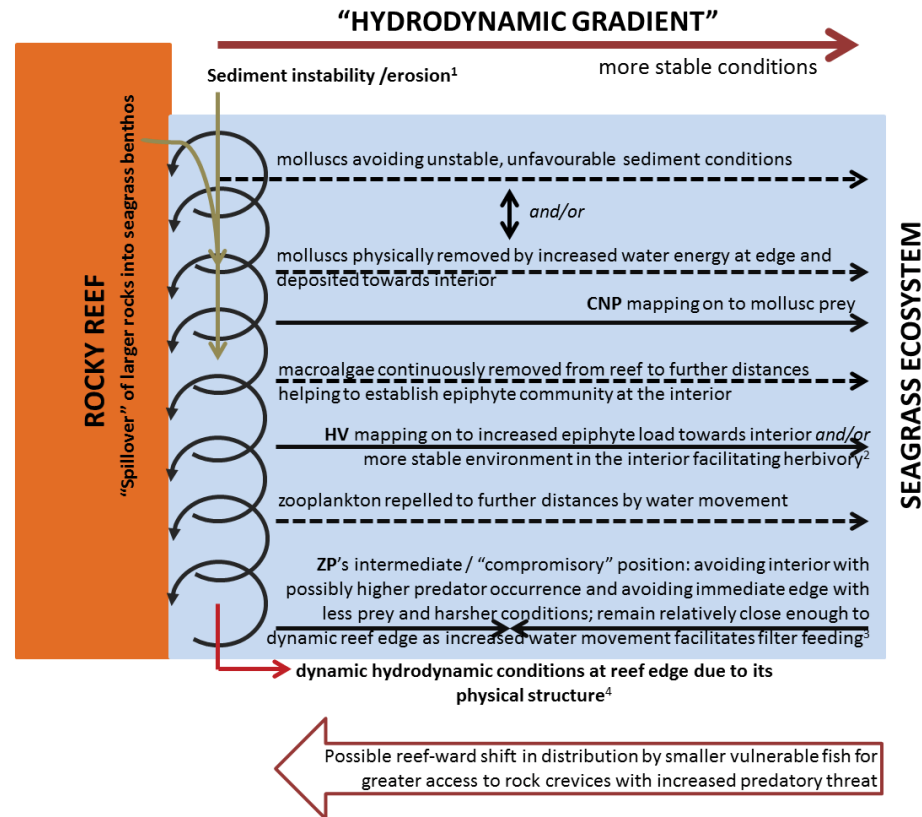 “HYDRODYNAMIC GRADIENT”
more stable conditions
Sediment instability /erosion1
ROCKY REEF
“Spillover” of larger rocks into seagrass benthos
molluscs avoiding unstable, unfavourable sediment conditions
and/or
molluscs physically removed by increased water energy at edge and
deposited towards interior
CNP mapping on to mollusc prey
macroalgae continuously removed from reef to further distances
helping to establish epiphyte community at the interior
HV mapping on to increased epiphyte load towards interior and/or
more stable environment in the interior facilitating herbivory2
zooplankton repelled to further distances by water movement
ZP’s intermediate / “compromisory” position: avoiding interior with
possibly higher predator occurrence and avoiding immediate edge with
less prey and harsher conditions; remain relatively close enough to
dynamic reef edge as increased water movement facilitates filter feeding3
SEAGRASS ECOSYSTEM
dynamic hydrodynamic conditions at reef edge due to its
physical structure4
Possible reef-ward shift in distribution by smaller vulnerable fish for
greater access to rock crevices with increased predatory threat